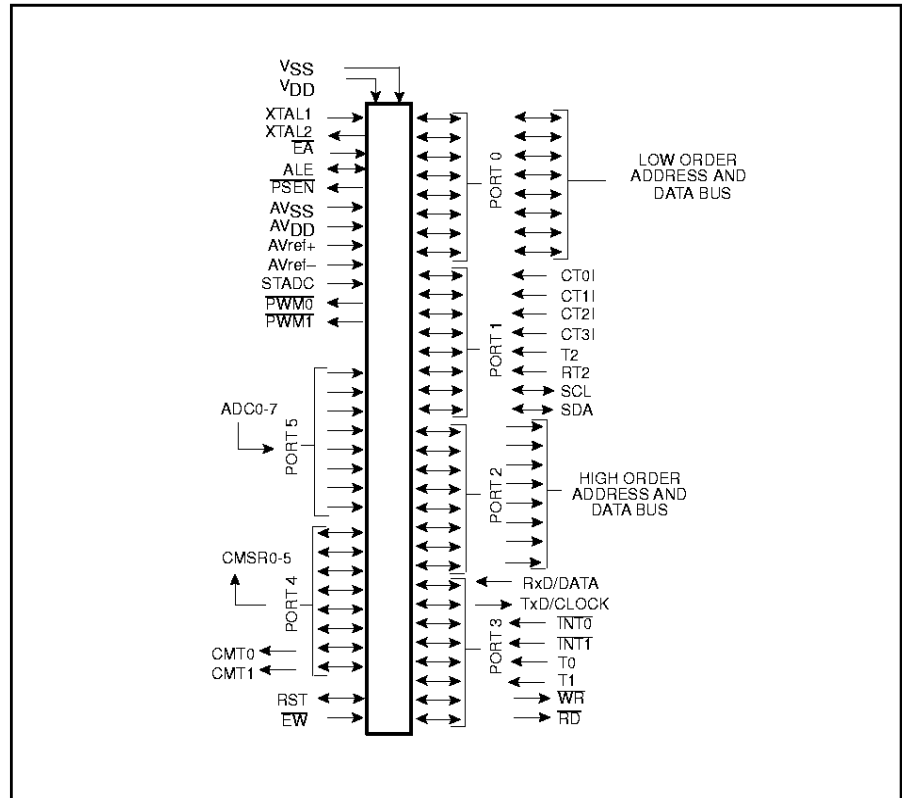 VSS
VDD
XTAL1
XTAL2
EA
ALE
PSEN
AVSS
AVDD
AVref+
AVref–
STADC
PWM0
PWM1
ADC0-7
PORT 5
CMSR0-5
PORT 4
CMT0
CMT1
RST
EW
PORT 0
LOW ORDER
ADDRESS AND
DATA BUS
PORT 1
CT0I
CT1I
CT2I
CT3I
T2
RT2
SCL
SDA
PORT 2
HIGH ORDER
ADDRESS AND
DATA BUS
PORT 3
RxD/DATA
TxD/CLOCK
INT0
INT1
T0
T1
WR
RD